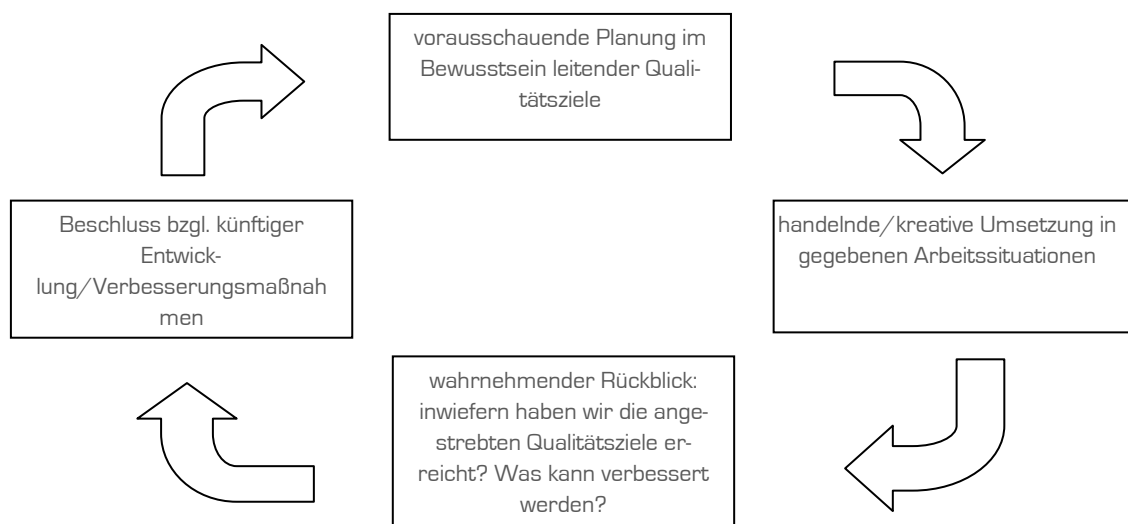 vorausschauende Planung im
Bewusstsein leitender Quali-
tätsziele
Beschluss bzgl. künftiger
Entwick-
lung/Verbesserungsmaßnah
men
handelnde/kreative Umsetzung in
gegebenen Arbeitssituationen
wahrnehmender Rückblick:
inwiefern haben wir die ange-
strebten Qualitätsziele er-
reicht? Was kann verbessert
werden?